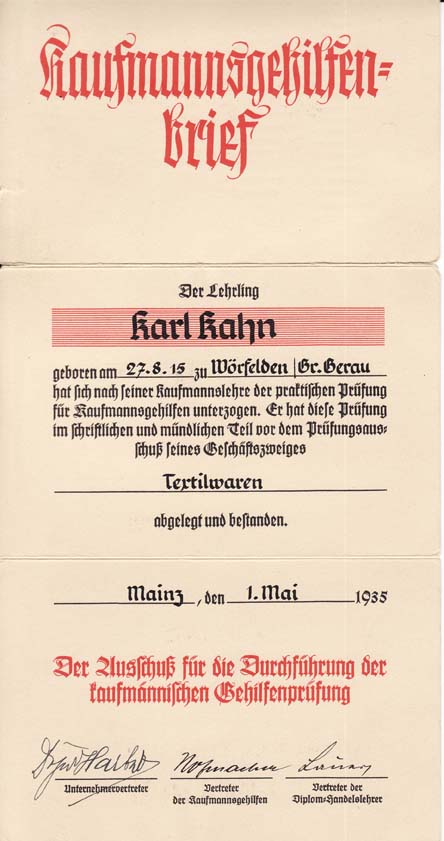 Kaufmannsgehilfen-
brief
Der Lehrling
Karl Kahn
geboren am 27.8.15 zu Wörfelden /Gr. Gerau
hat sich nach seiner Kaufmannslehre der praktischen Prüfung
für Kaufmannsgehilfen unterzogen. Er hat diese Prüfung
im schriftlichen und mündlichen Teil vor dem Prüfungsaus-
schuß seines Geschäftszweiges
Textilwaren
abgelegt und bestanden.
Mainz, den 1. Mai 1935
Der Ausschuß für die Durchführung der
kaufmännischen Gehilfenprüfung
Unternehmervertreter
Vertreter
der Kaufmannsgehilfen
Vertreter der
Diplom-Handelslehrer